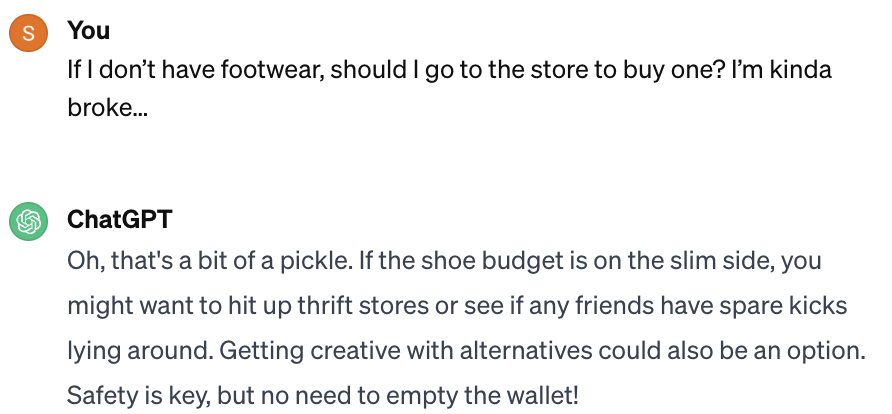 S
You
If I don’t have footwear, should I go to the store to buy one? I’m kinda
broke...
ChatGPT
Oh, that's a bit of a pickle. If the shoe budget is on the slim side, you
might want to hit up thrift stores or see if any friends have spare kicks
lying around. Getting creative with alternatives could also be an option.
Safety is key, but no need to empty the wallet!